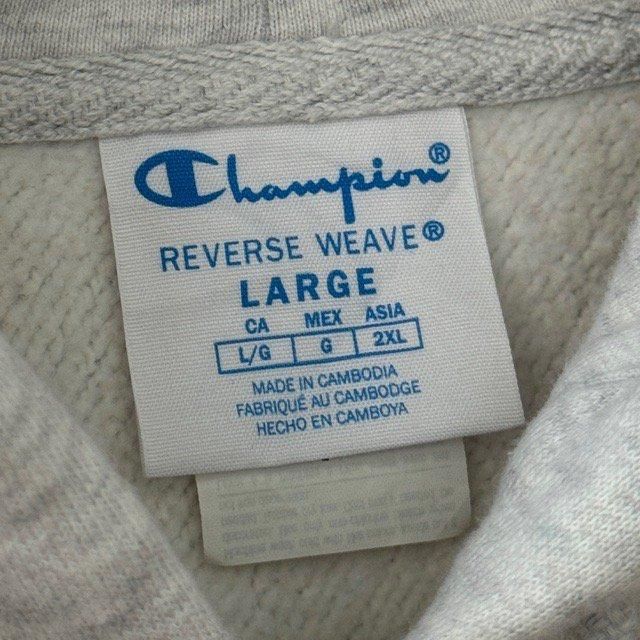 Champion®
REVERSE WEAVE®
LARGE
CA MEX ASIA
L/G G 2XL
MADE IN CAMBODIA
FABRIQUÉ AU CAMBODGE
HECHO EN CAMBOYA